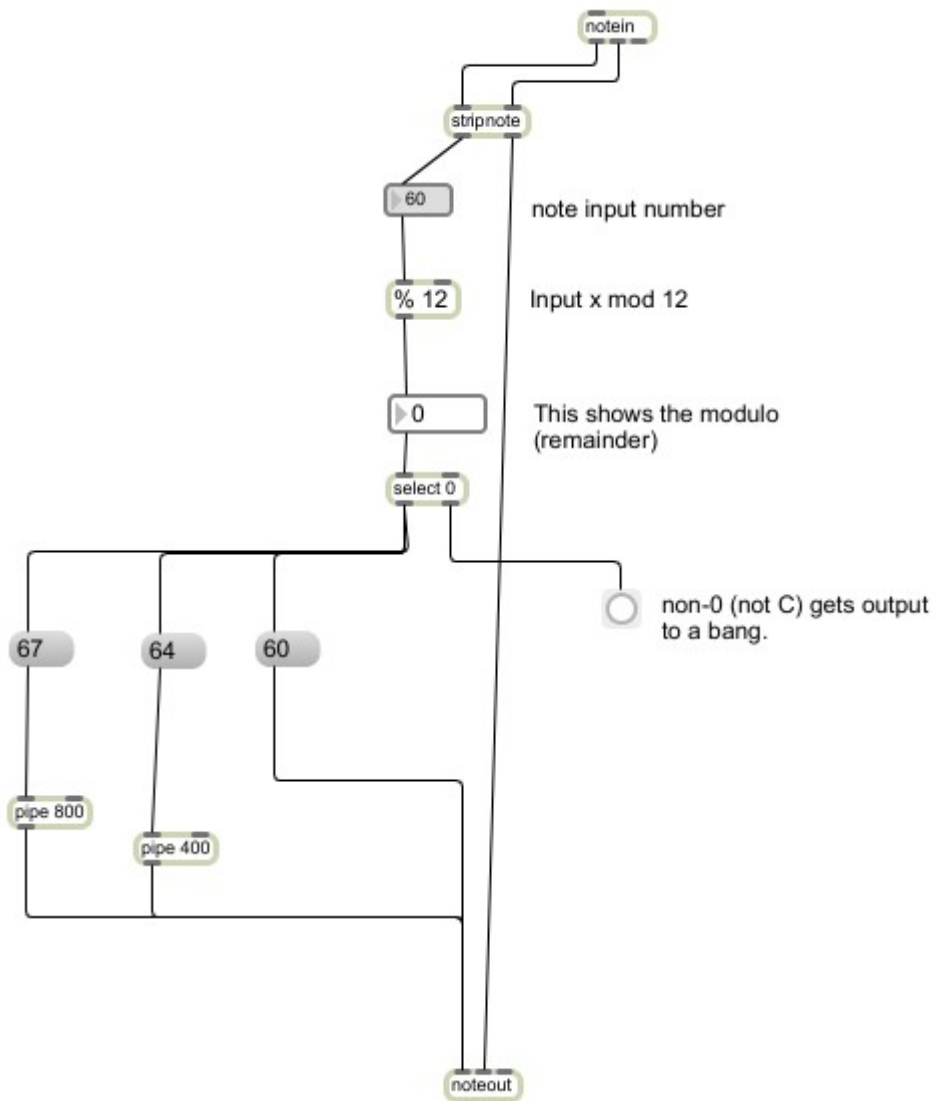 notein
stripnote
60
note input number
% 12
Input x mod 12
0
This shows the modulo
(remainder)
select 0
non-0 (not C) gets output
to a bang.
67
64
60
pipe 800
pipe 400
noteout